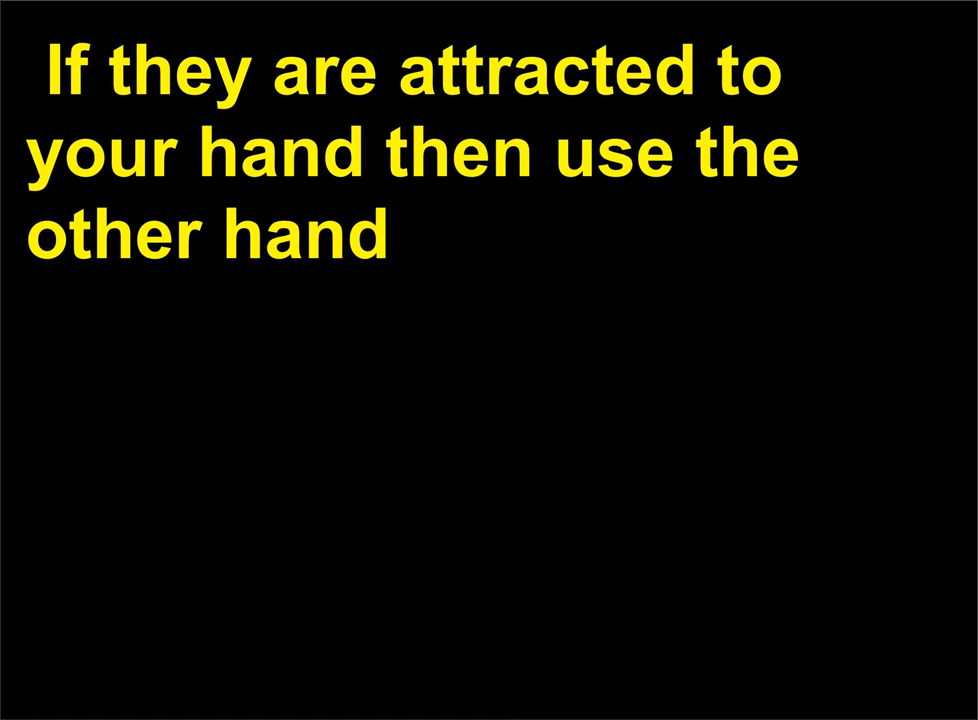 If they are attracted to
your hand then use the
other hand